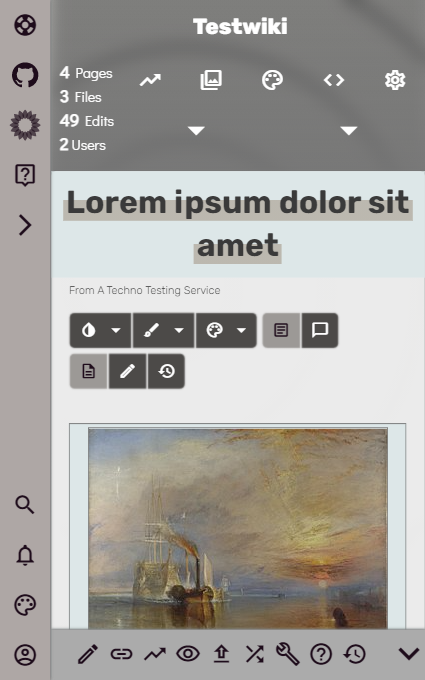 Testwiki
4 Pages
3 Files
49 Edits
2 Users
Lorem ipsum dolor sit
amet
From A Techno Testing Service